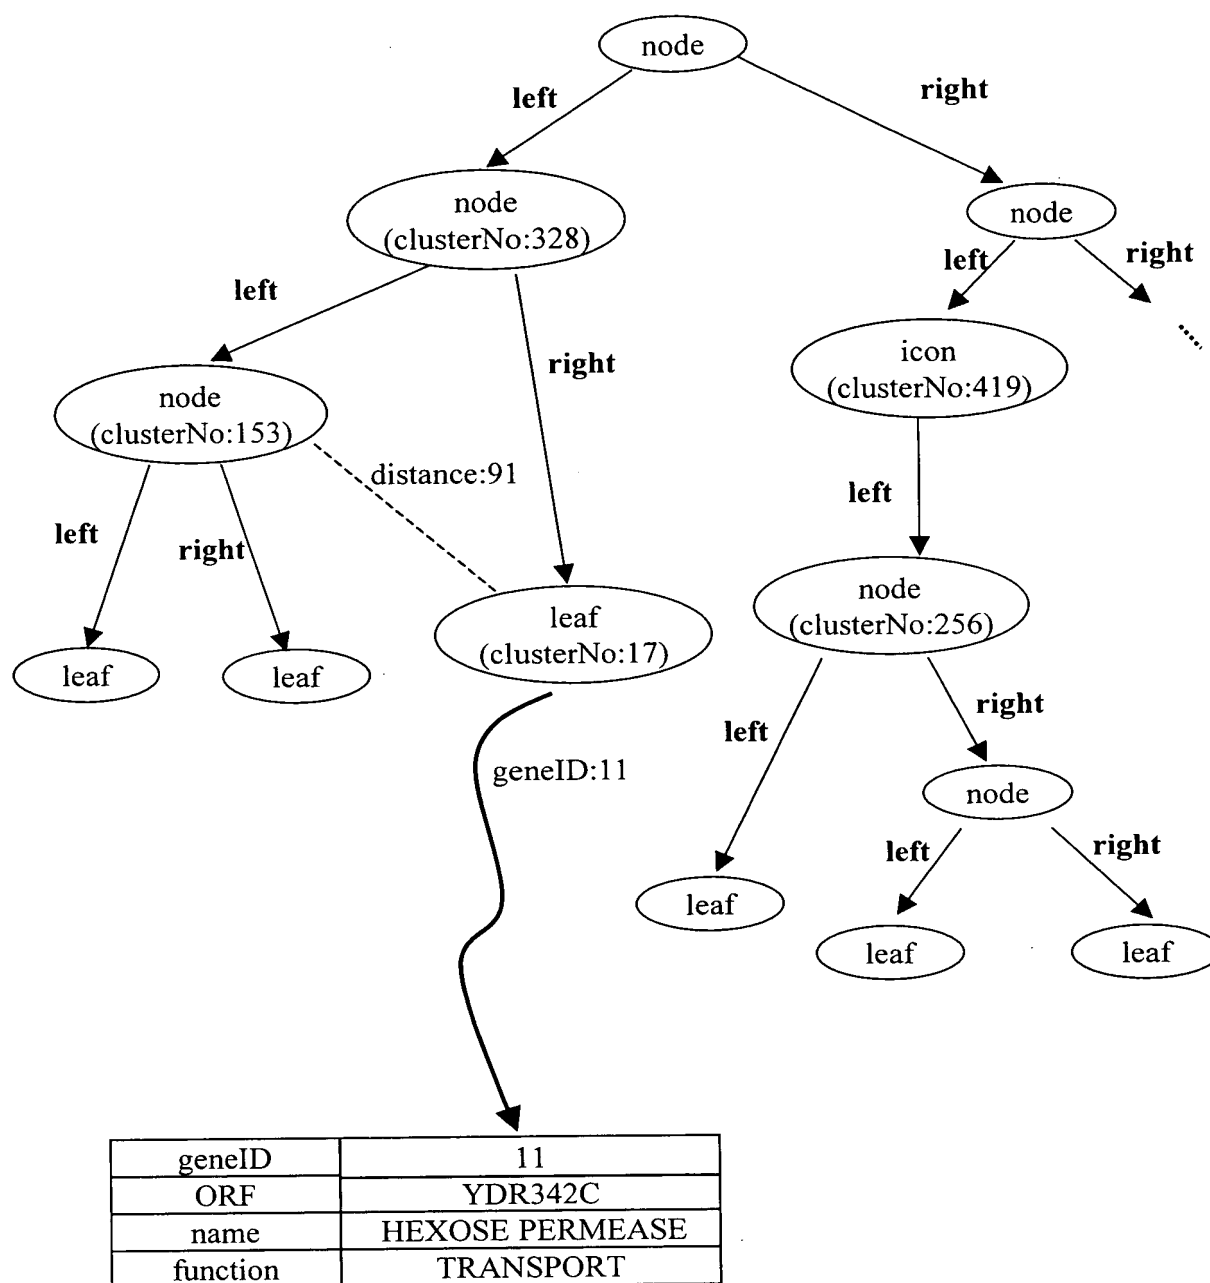 node
left
right
node
(clusterNo:328)
node
left
right
left
right
icon
(clusterNo:419)
node
(clusterNo:153)
distance:91
left
left
right
node
(clusterNo:256)
leaf
(clusterNo:17)
leaf
leaf
left
right
geneID:11
node
left
right
leaf
leaf
leaf
geneID 11
ORF YDR342C
name HEXOSE PERMEASE
function TRANSPORT